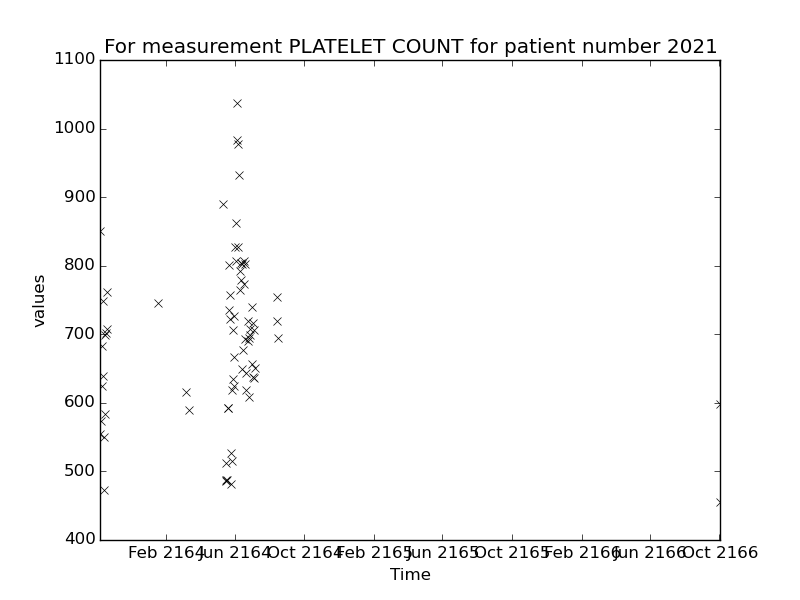 For measurement PLATELET COUNT for patient number 2021
1100
1000
900
800
700
600
500
400
values
Feb 2164 Jun 2164 Oct 2164 Feb 2165 Jun 2165 Oct 2165 Feb 2166 Jun 2166 Oct 2166
Time